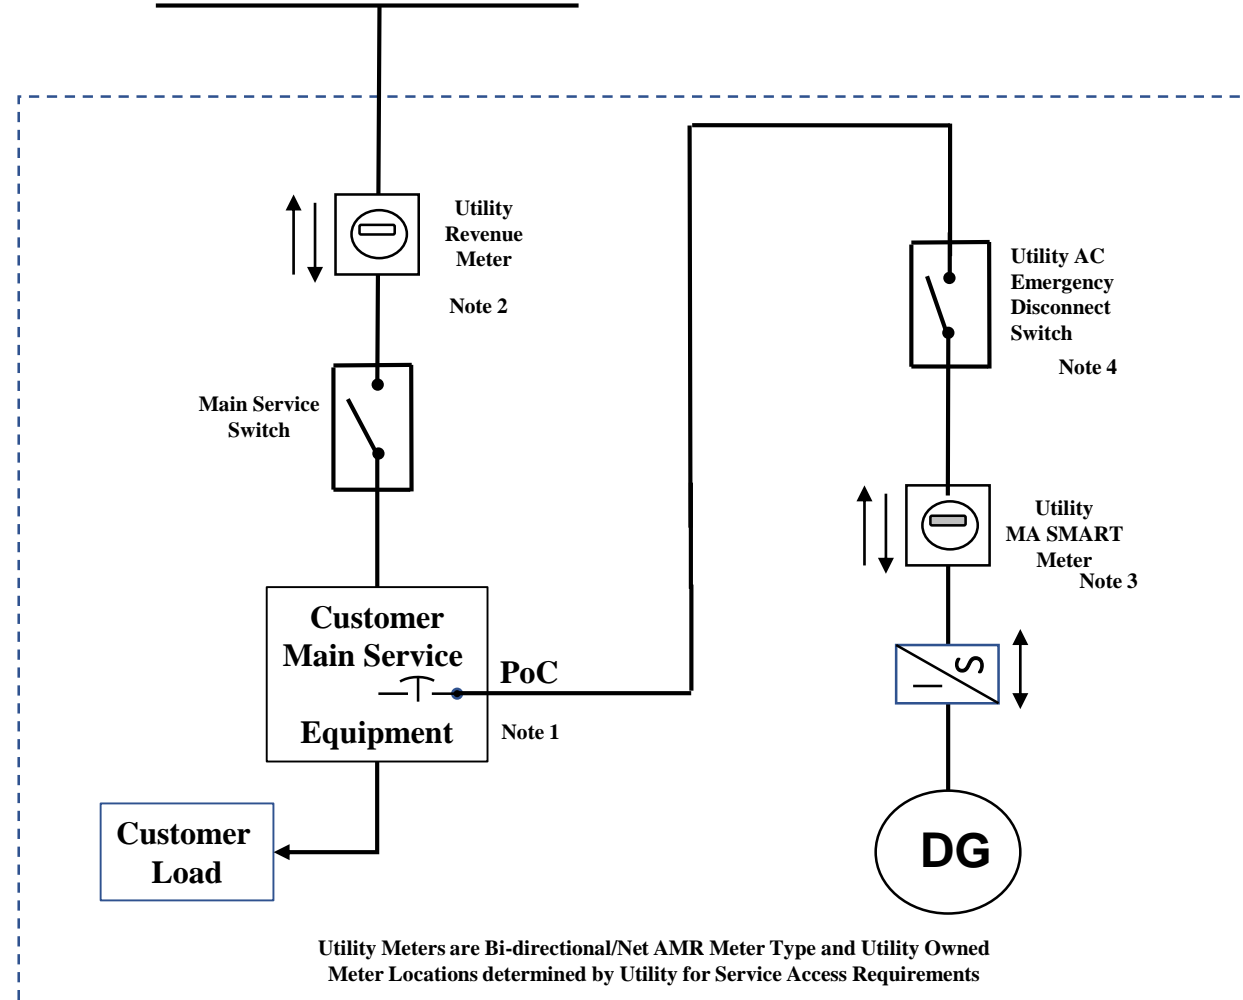 Utility
Revenue
Meter
Note 2
Main Service
Switch
Customer
Main Service
Equipment
PoC
Note 1
Customer
Load
Utility AC
Emergency
Disconnect
Switch
Note 4
Utility
MA SMART
Meter
Note 3
DG
Utility Meters are Bi-directional/Net AMR Meter Type and Utility Owned
Meter Locations determined by Utility for Service Access Requirements